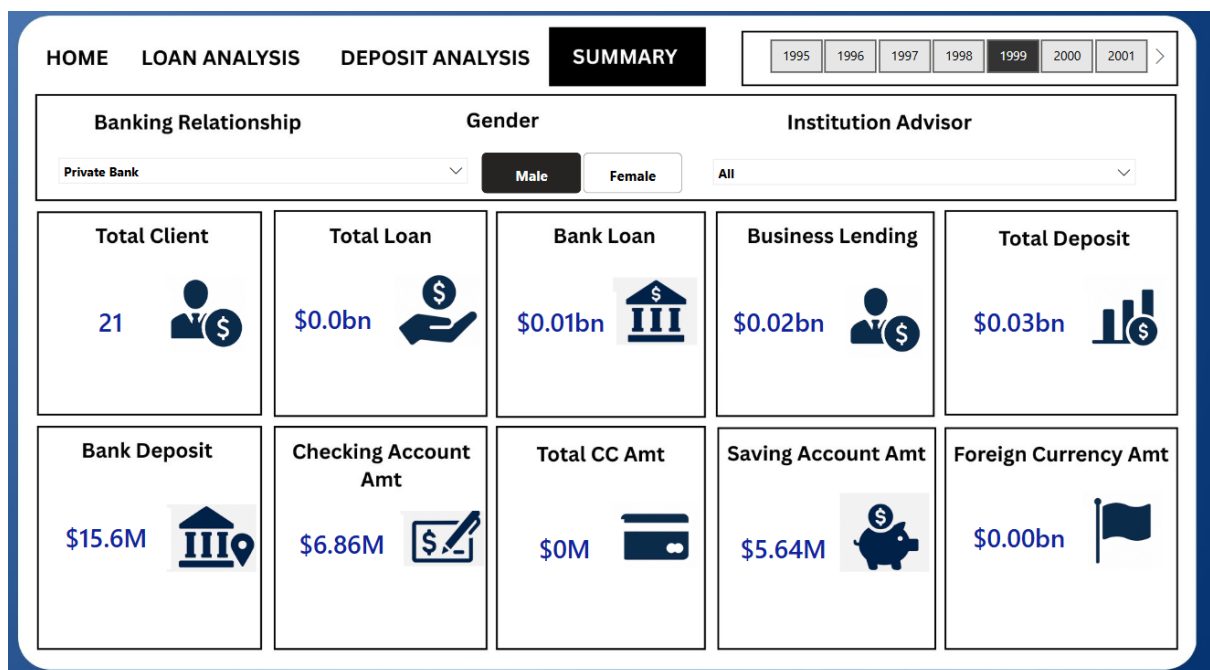 HOME LOAN ANALYSIS DEPOSIT ANALYSIS SUMMARY
1995 1996 1997 1998 1999 2000 2001
Banking Relationship Gender Institution Advisor
Private Bank Male Female All
Total Client
21
$
Total Loan
$0.0bn
$
Bank Loan
$0.01bn
$
Business Lending
$0.02bn
$
Total Deposit
$0.03bn
$
Bank Deposit
$15.6M
Checking Account
Amt
$6.86M
$
Total CC Amt
$0M
Saving Account Amt
$5.64M
$
Foreign Currency Amt
$0.00bn